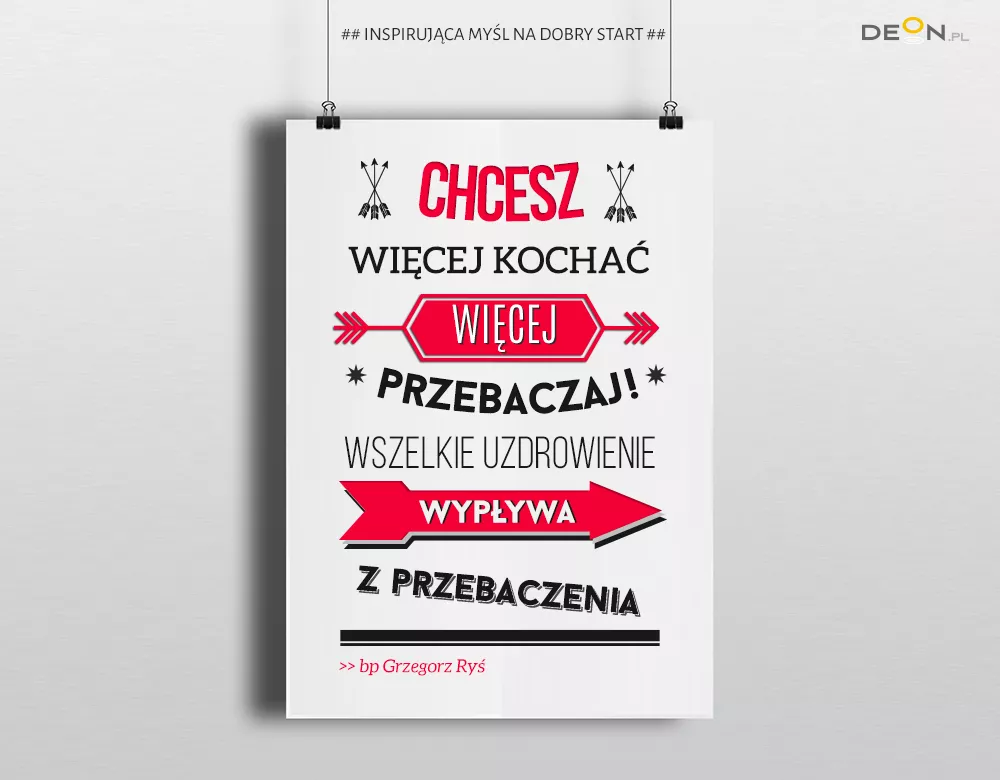 ## INSPIRUJĄCA MYŚL NA DOBRY START ##
DEON.PL
CHCESZ
WIĘCEJ KOCHAĆ
WIĘCEJ
PRZEBACZAJ!
WSZELKIE UZDROWIENIE
WYPŁYWA
Z PRZEBACZENIA
>> bp Grzegorz Ryś